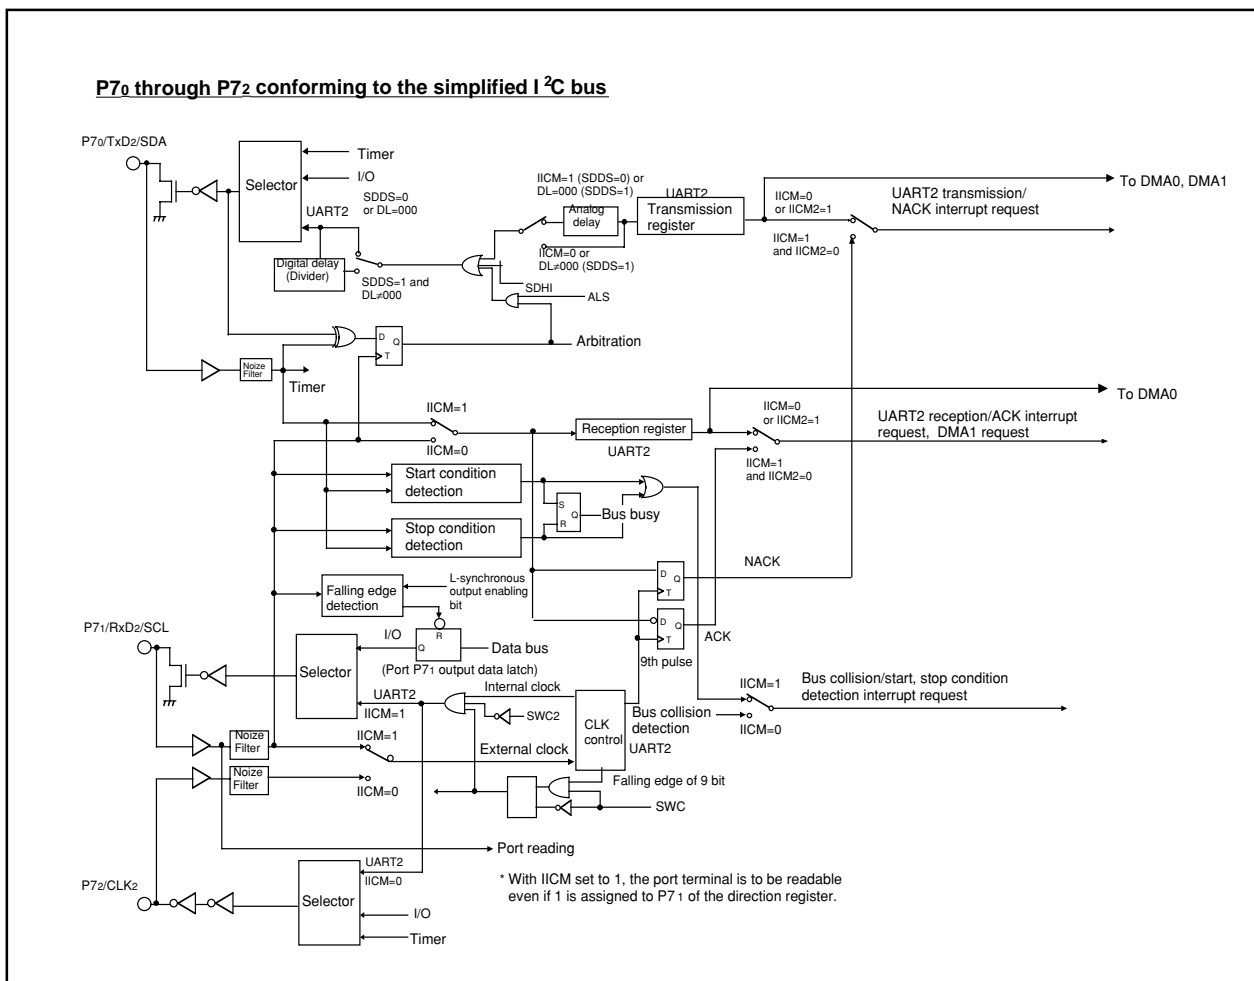 P70 through P72 conforming to the simplified I 2C bus
P70/TxD2/SDA
Selector
Timer
I/O
SDDS=0
or DL=000
UART2
Digital delay
(Divider)
SDDS=1 and
DL≠000
IICM=1 (SDDS=0) or
DL=000 (SDDS=1)
Analog
delay
IICM=0 or
DL≠000 (SDDS=1)
UART2
Transmission
register
IICM=0
or IICM2=1
IICM=1
and IICM2=0
To DMA0, DMA1
UART2 transmission/
NACK interrupt request
SDHI
ALS
D
Q
T
Arbitration
Noize
Filter
Timer
IICM=1
IICM=0
Reception register
UART2
IICM=0
or IICM2=1
IICM=1
and IICM2=0
To DMA0
UART2 reception/ACK interrupt
request, DMA1 request
Start condition
detection
Stop condition
detection
S
R
Q
Bus busy
NACK
D
Q
T
D
Q
T
ACK
9th pulse
Falling edge
detection
L-synchronous
output enabling
bit
R
Q
I/O
Data bus
(Port P71 output data latch)
P71/RxD2/SCL
Selector
UART2
IICM=1
Internal clock
SWC2
CLK
control
UART2
External clock
Bus collision
detection
IICM=1
IICM=0
Bus collision/start, stop condition
detection interrupt request
Noize
Filter
IICM=1
Noize
Filter
IICM=0
Falling edge of 9 bit
SWC
Port reading
P72/CLK2
Selector
UART2
IICM=0
I/O
Timer
* With IICM set to 1, the port terminal is to be readable
even if 1 is assigned to P71 of the direction register.